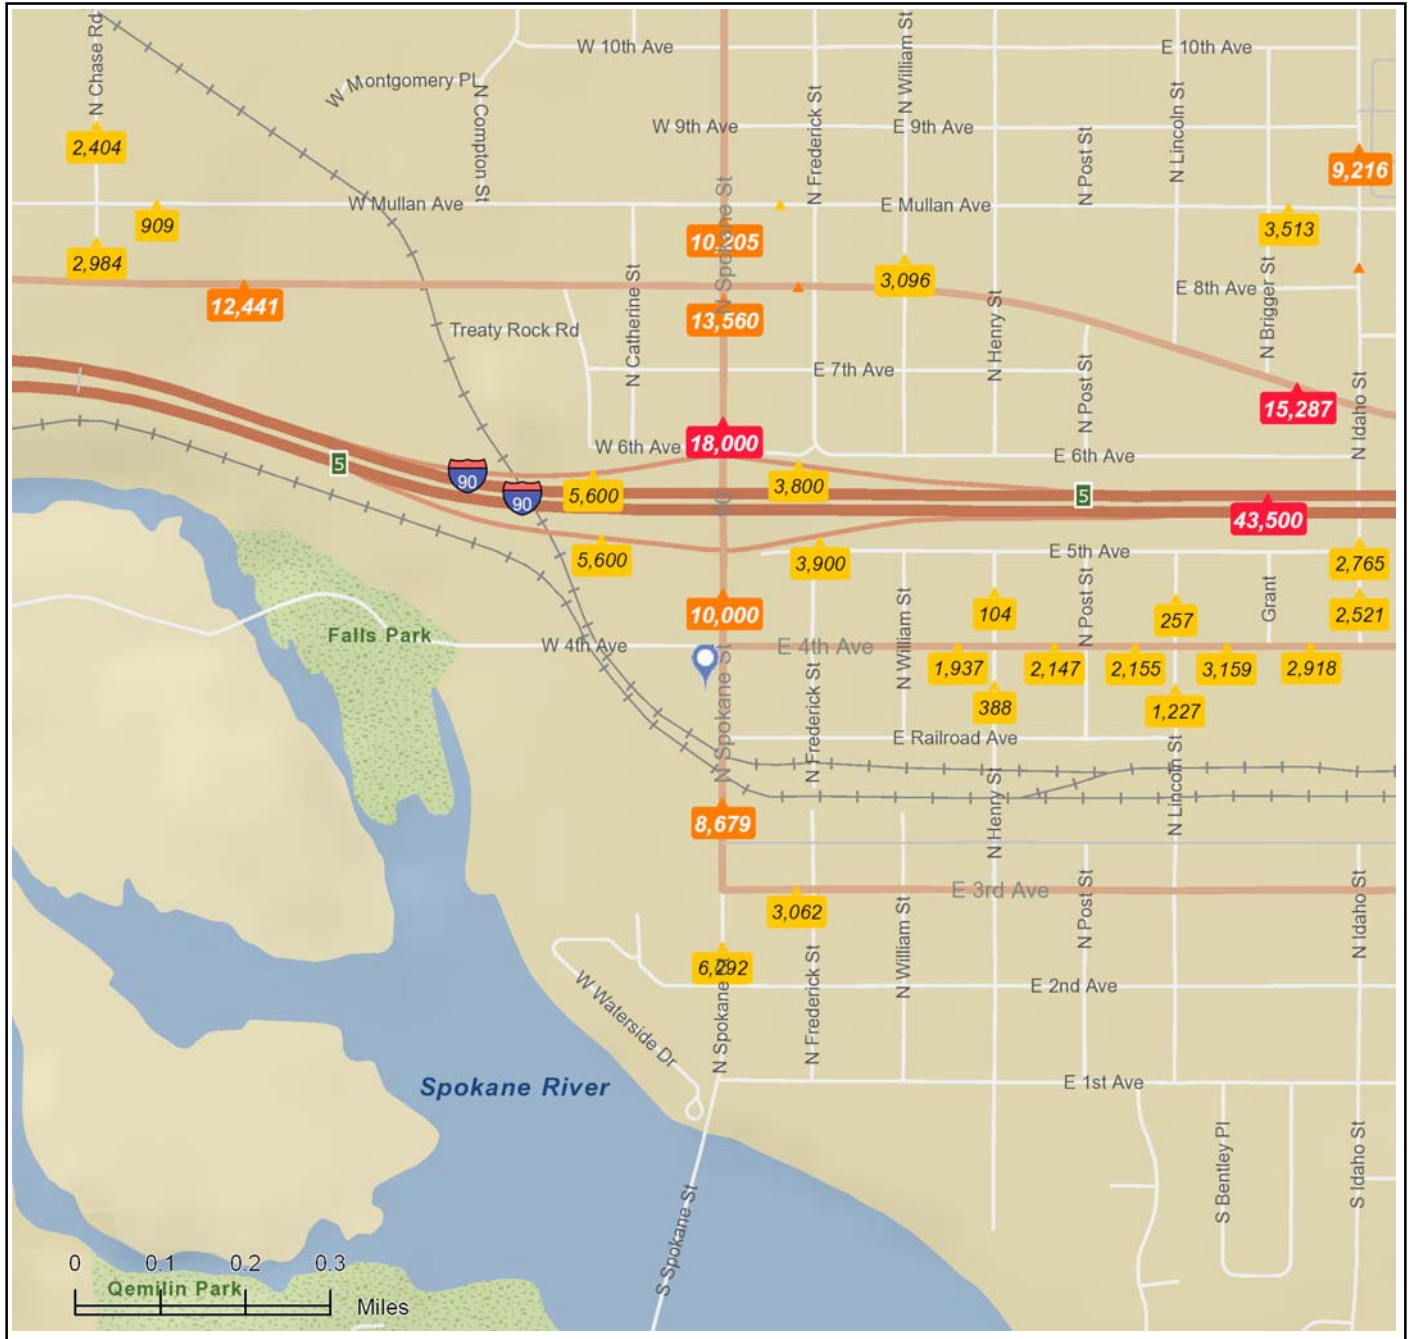 N Chase Rd
W 10th Ave
N William St
E 10th Ave
W Montgomery PL
N Compton St
N Frederick St
N Lincoln St
W 9th Ave
E 9th Ave
N Post St
2,404
9,216
W Mullan Ave
E Mullan Ave
909
N Spokane St
10,205
3,513
2,984
3,096
N Catherine St
N Henry St
E 8th Ave
N Brigger St
12,441
13,560
Treaty Rock Rd
E 7th Ave
N Post St
N Idaho St
15,287
W 6th Ave
18,000
E 6th Ave
5
90
90
5,600
3,800
5
90
43,500
5,600
3,900
E 5th Ave
2,765
N William St
N Post St
Grant
104
257
2,521
10,000
Falls Park
W 4th Ave
E 4th Ave
1,937
2,147
2,155
3,159
2,918
N Spokane St
N Frederick St
388
1,227
E Railroad Ave
N Henry St
N Lincoln St
8,679
E 3rd Ave
3,062
N Post St
N Idaho St
N William St
N Frederick St
6,292
N Spokane St
E 2nd Ave
W Waterside Dr
Spokane River
E 1st Ave
S Bentley Pl
S Idaho St
S Spokane St
0 0.1 0.2 0.3
Qemilin Park
Miles